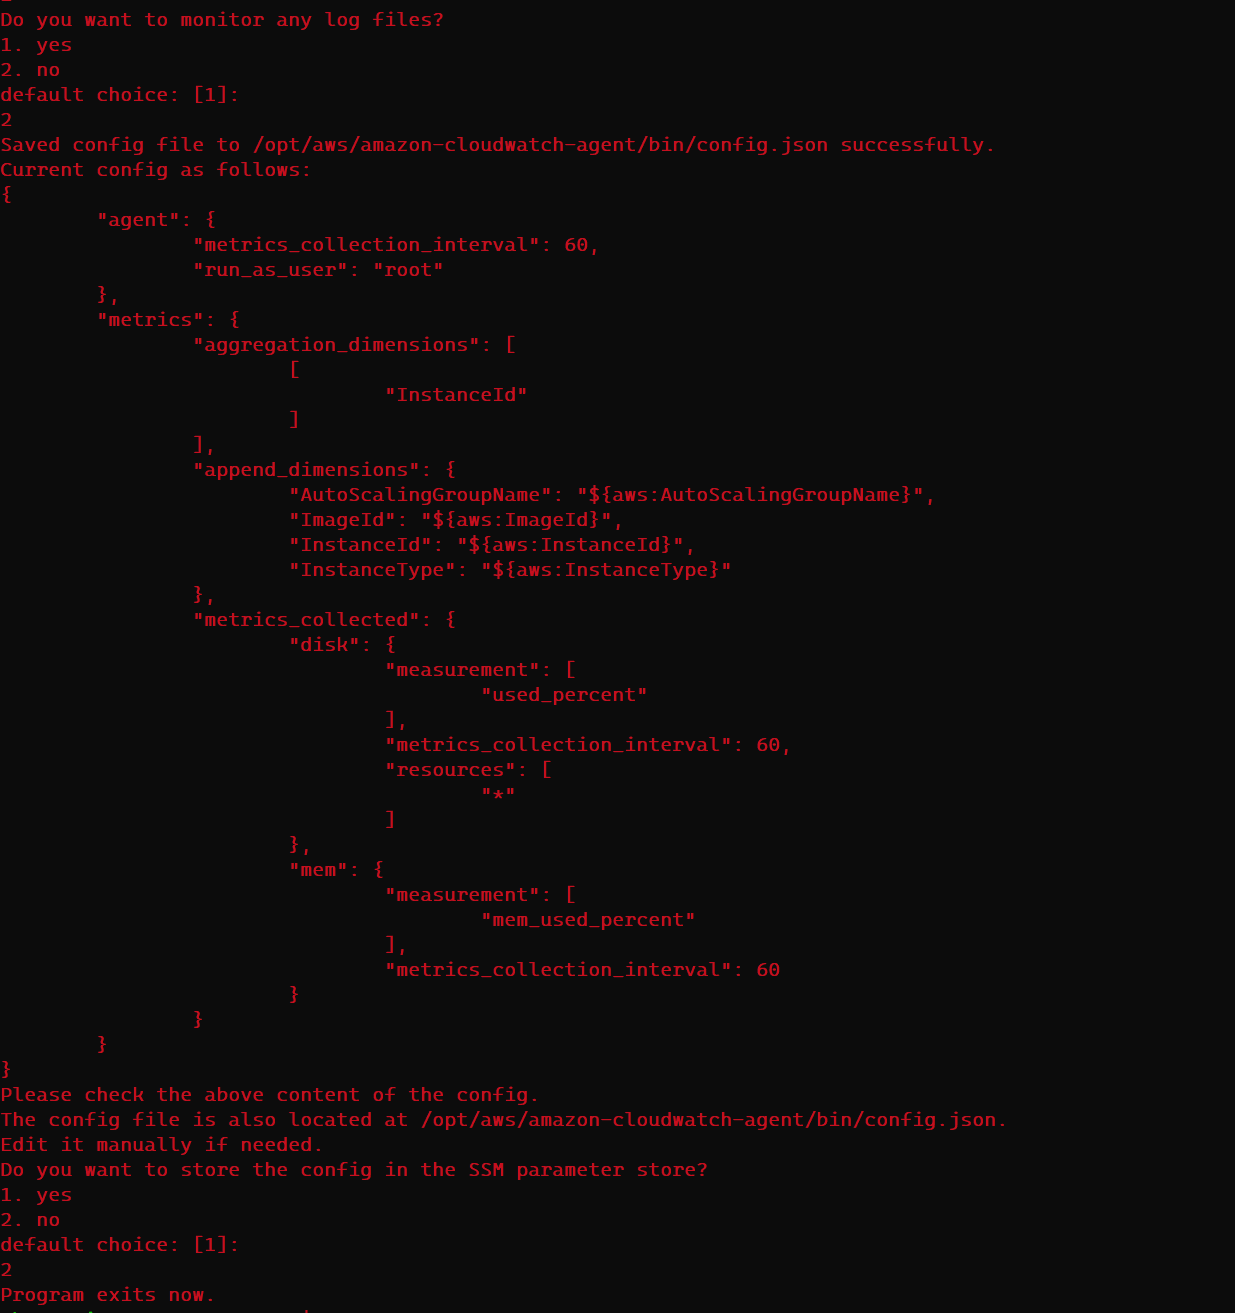 Do you want to monitor any log files?
1. yes
2. no
default choice: [1]:
2
Saved config file to /opt/aws/amazon-cloudwatch-agent/bin/config.json successfully.
Current config as follows:
{
        "agent": {
                "metrics_collection_interval": 60,
                "run_as_user": "root"
        },
        "metrics": {
                "aggregation_dimensions": [
                        [
                                "InstanceId"
                        ]
                ],
                "append_dimensions": {
                        "AutoScalingGroupName": "${aws:AutoScalingGroupName}",
                        "ImageId": "${aws:ImageId}",
                        "InstanceId": "${aws:InstanceId}",
                        "InstanceType": "${aws:InstanceType}"
                },
                "metrics_collected": {
                        "disk": {
                                "measurement": [
                                        "used_percent"
                                ],
                                "metrics_collection_interval": 60,
                                "resources": [
                                        "*"
                                ]
                        },
                        "mem": {
                                "measurement": [
                                        "mem_used_percent"
                                ],
                                "metrics_collection_interval": 60
                        }
                }
        }
}
Please check the above content of the config.
The config file is also located at /opt/aws/amazon-cloudwatch-agent/bin/config.json.
Edit it manually if needed.
Do you want to store the config in the SSM parameter store?
1. yes
2. no
default choice: [1]:
2
Program exits now.